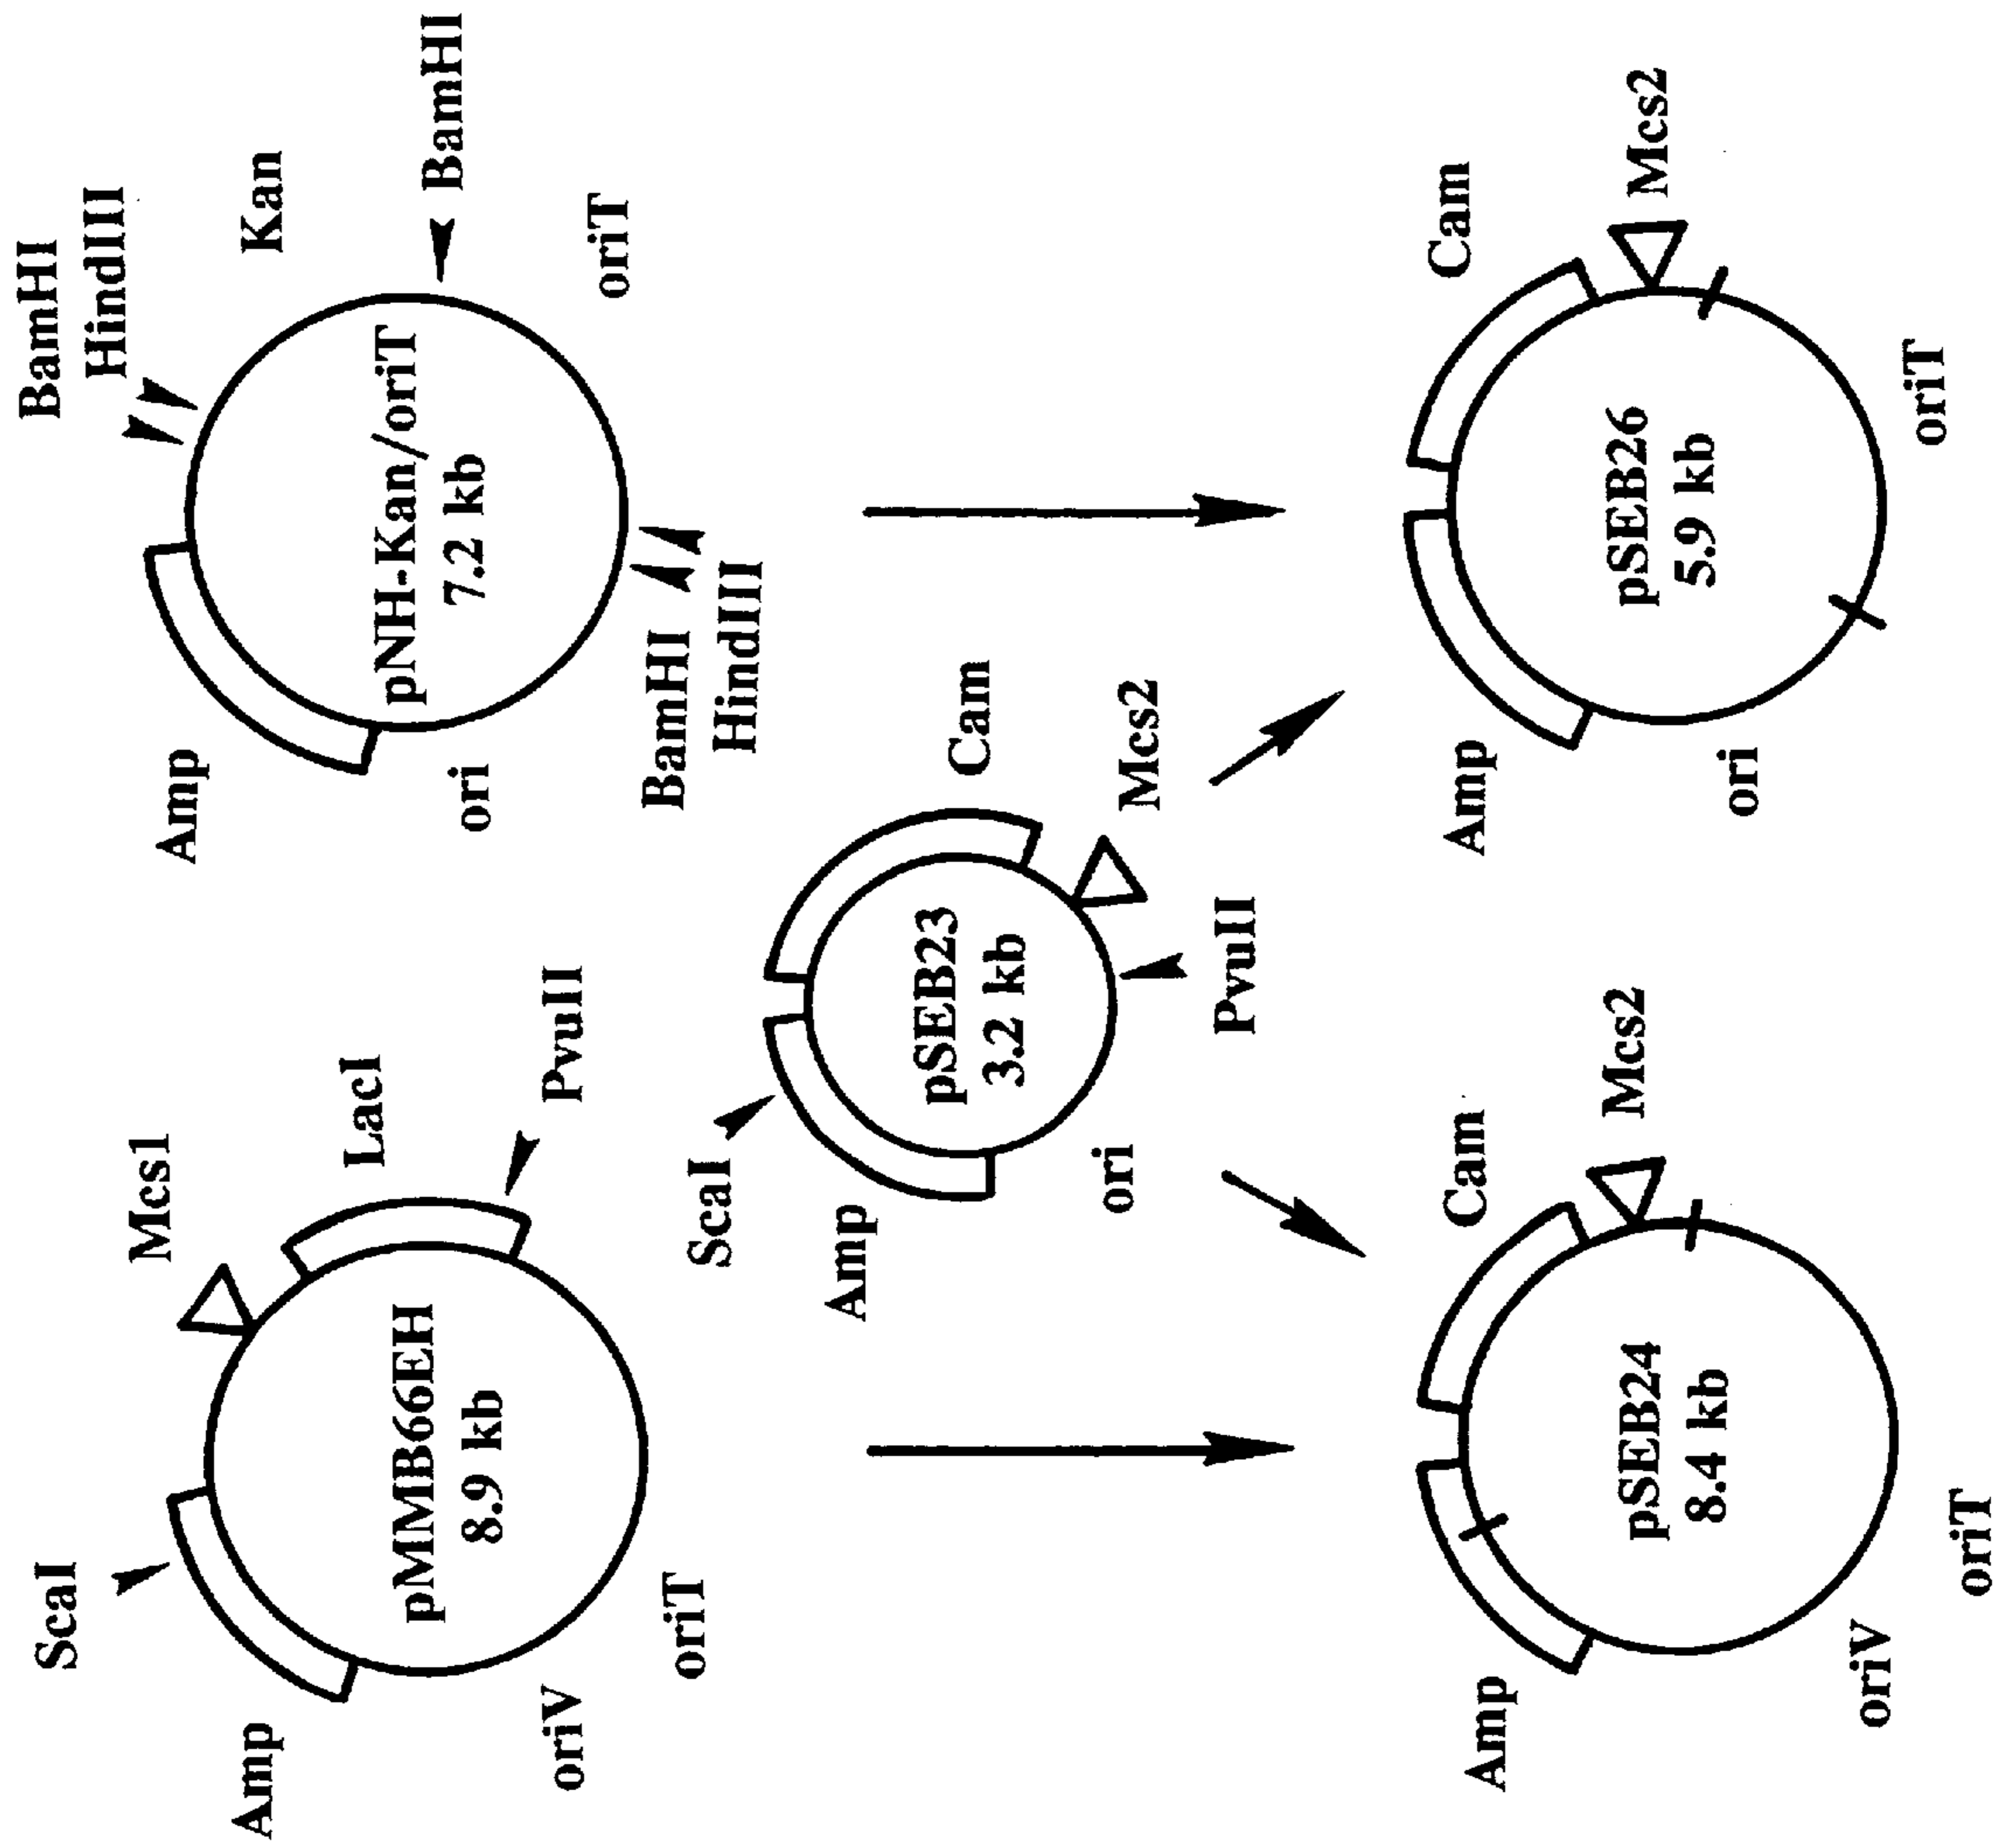 ScaI
Mcs1
LacI
PvuII
Amp
pMMB66EH
8.9 kb
oriV
oriT
BamHI
HindIII
Kan
BamHI
Amp
pNH-Kan/oriT
7.2 kb
ori
oriT
BamHI
HindIII
ScaI
Cam
Amp
pSEB23
3.2 kb
Mcs2
ori
PvuII
Cam
Amp
Mcs2
pSEB24
8.4 kb
oriV
oriT
Cam
Amp
Mcs2
pSEB26
5.9 kb
ori
oriT